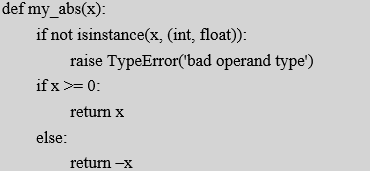 def my_abs(x):
    if not isinstance(x, (int, float)):
        raise TypeError('bad operand type')
    if x >= 0:
        return x
    else:
        return –x